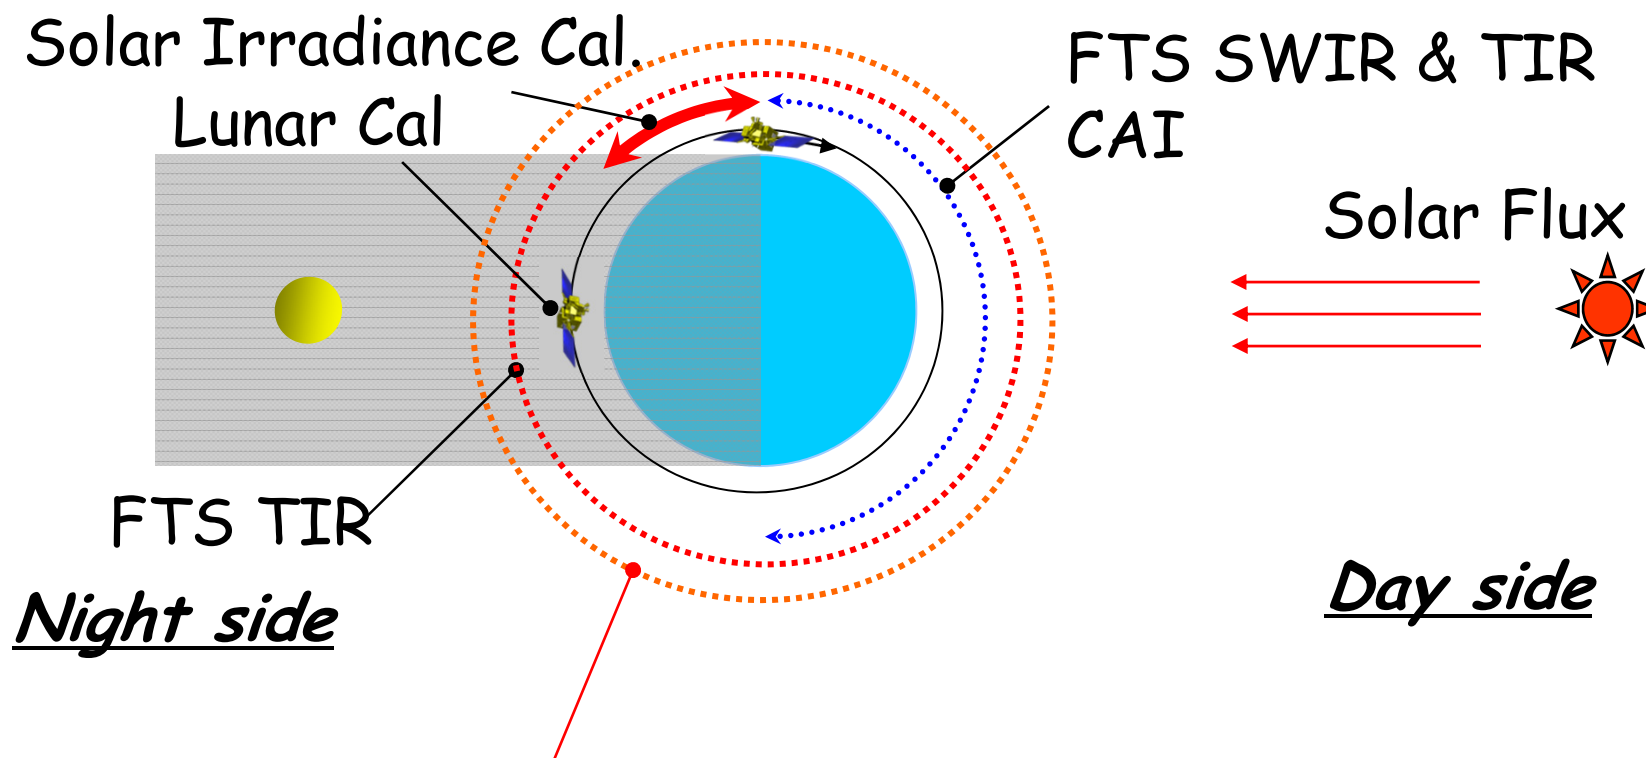 Solar Irradiance Cal.
Lunar Cal
FTS SWIR & TIR
CAI
Solar Flux
FTS TIR
Night side
Day side